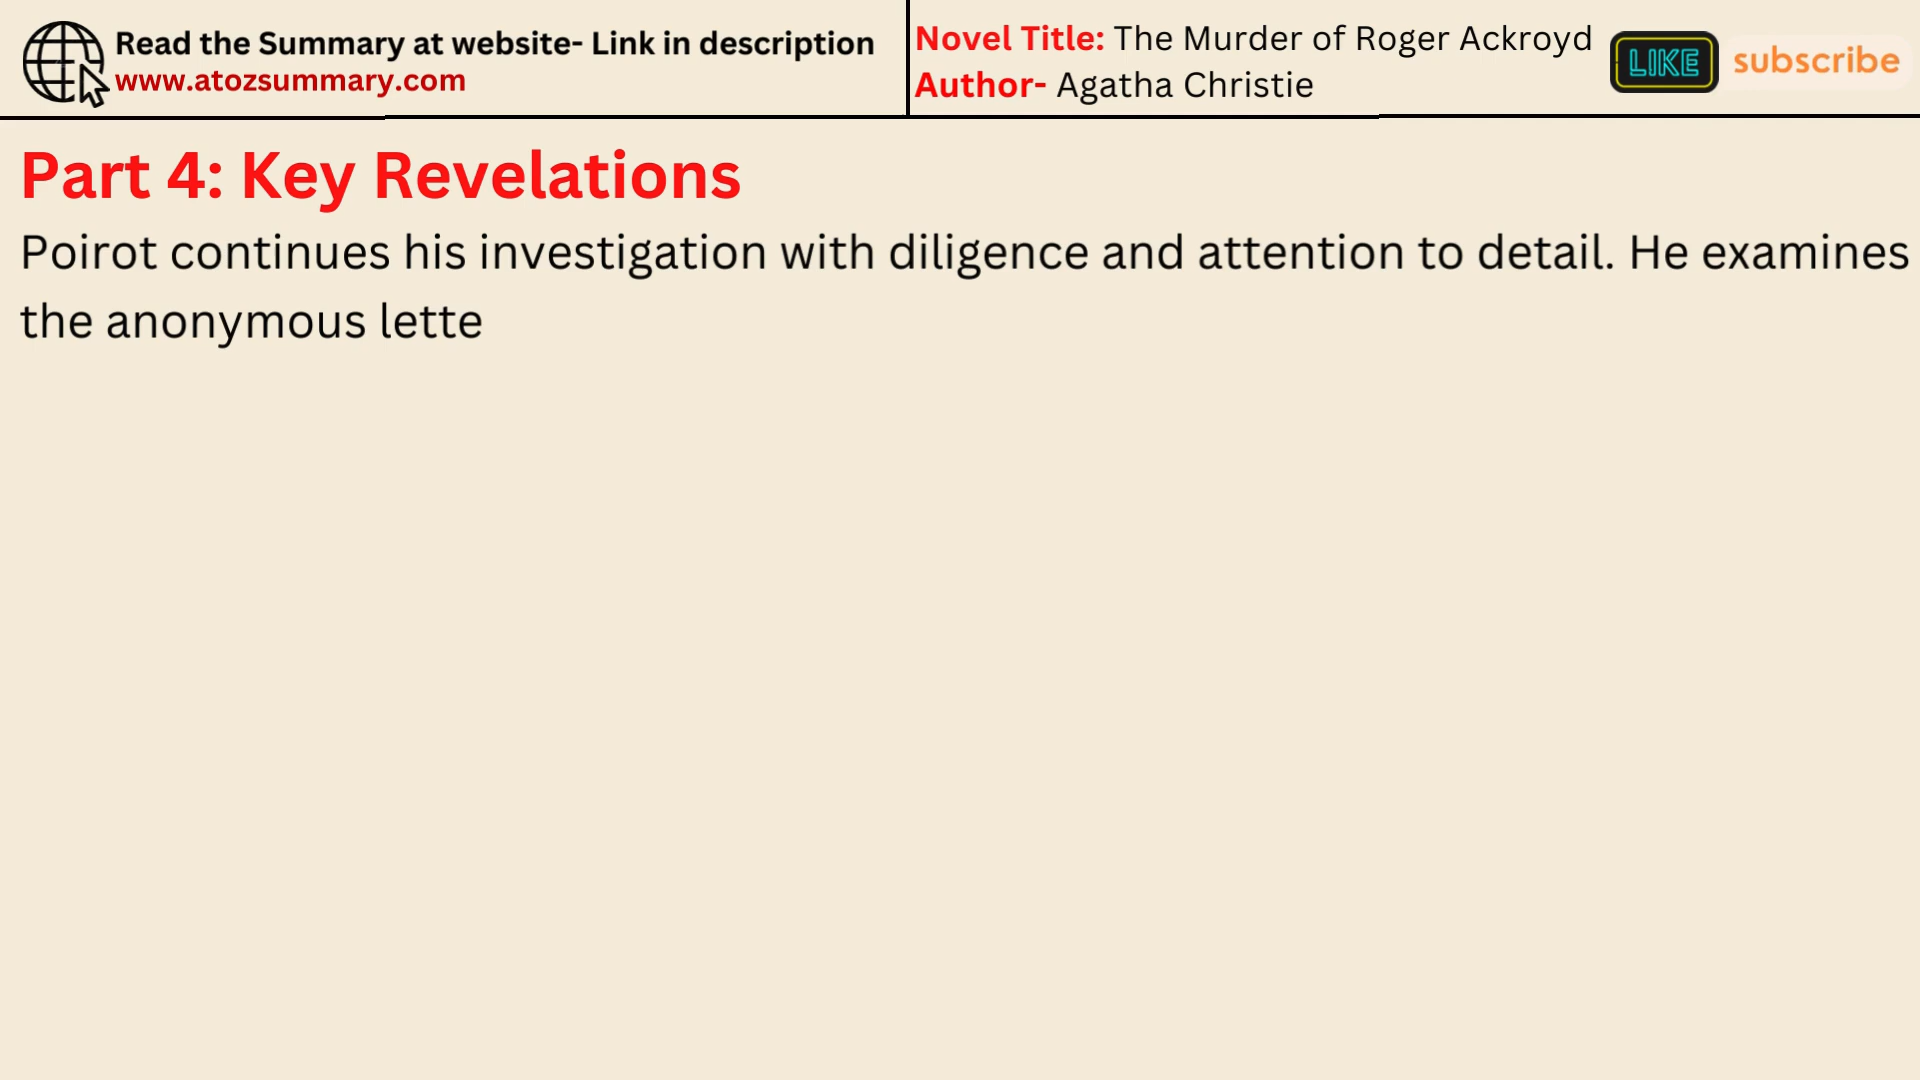 Read the Summary at website- Link in description
www.atozsummary.com
Novel Title: The Murder of Roger Ackroyd
Author- Agatha Christie
LIKE
subscribe
Part 4: Key Revelations
Poirot continues his investigation with diligence and attention to detail. He examines
the anonymous lette